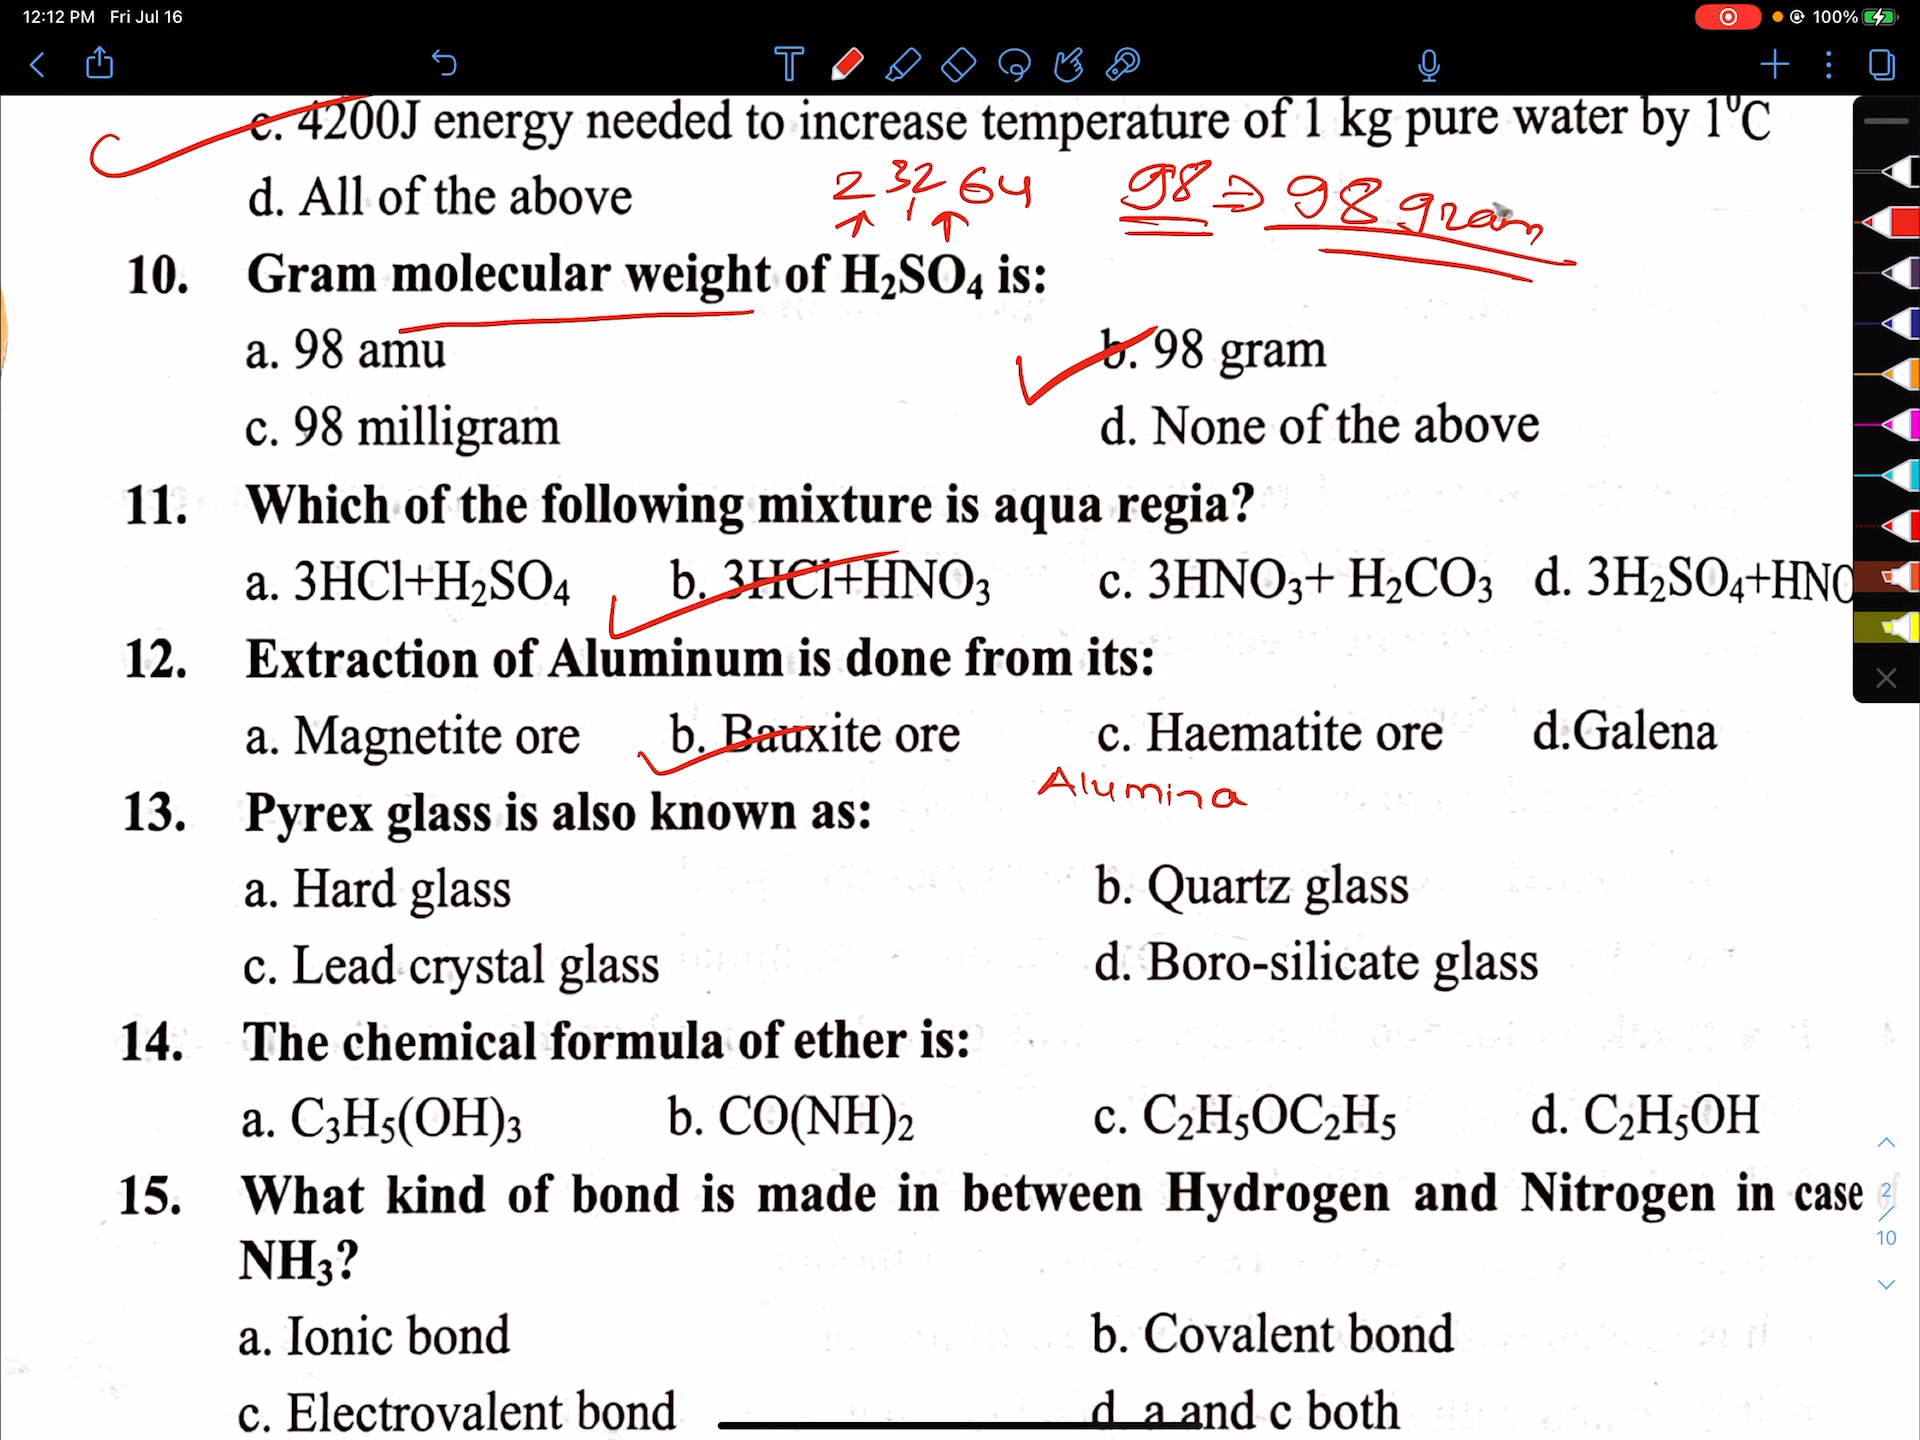 12:12 PM Fri Jul 16
100%
c. 4200J energy needed to increase temperature of 1 kg pure water by 1⁰C
d. All of the above
2 32 64 98 ⇒ 98 gram
10. Gram molecular weight of H₂SO₄ is:
a. 98 amu b. 98 gram
c. 98 milligram d. None of the above
11. Which of the following mixture is aqua regia?
a. 3HCl+H₂SO₄ b. 3HCl+HNO₃ c. 3HNO₃+ H₂CO₃ d. 3H₂SO₄+HNO
12. Extraction of Aluminum is done from its:
a. Magnetite ore b. Bauxite ore c. Haematite ore d.Galena
Alumina
13. Pyrex glass is also known as:
a. Hard glass b. Quartz glass
c. Lead crystal glass d. Boro-silicate glass
14. The chemical formula of ether is:
a. C₃H₅(OH)₃ b. CO(NH)₂ c. C₂H₅OC₂H₅ d. C₂H₅OH
15. What kind of bond is made in between Hydrogen and Nitrogen in case
NH₃?
2
/
10
a. Ionic bond b. Covalent bond
c. Electrovalent bond d a and c both